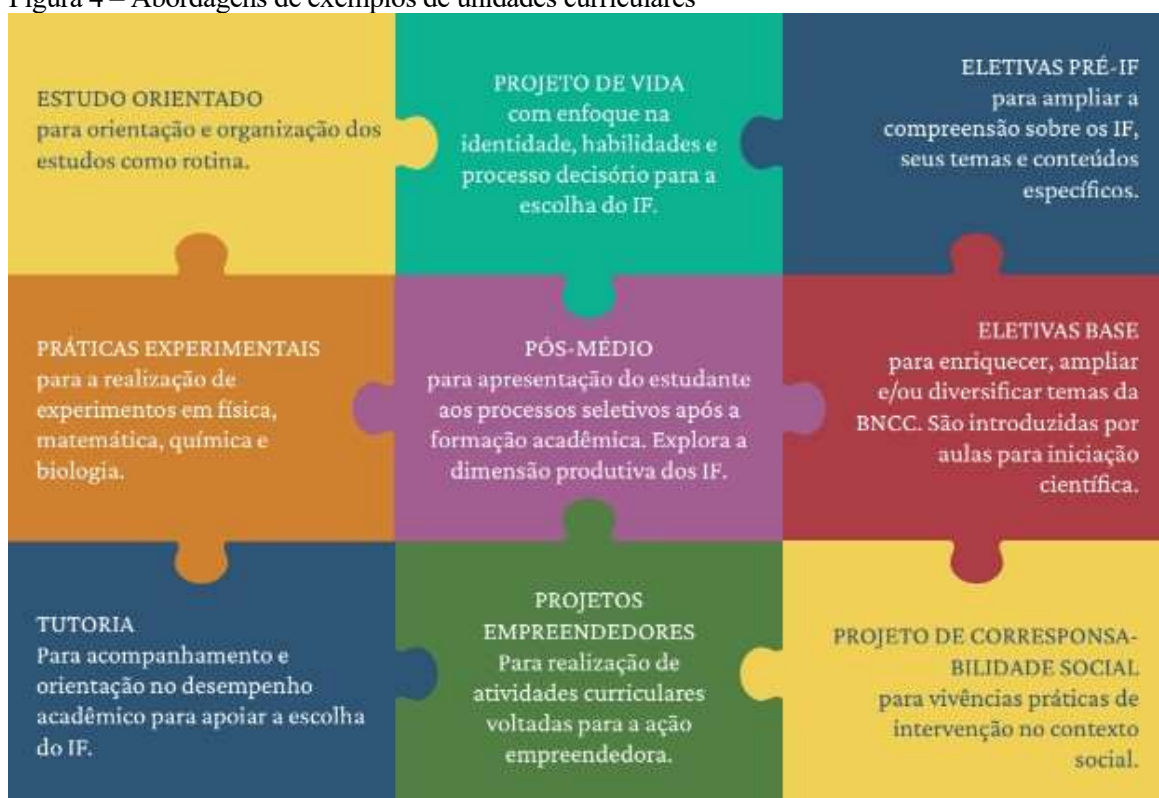 Figura 4 – Abordagens de exemplos de unidades curriculares
ESTUDO ORIENTADO
para orientação e organização dos
estudos como rotina.
PROJETO DE VIDA
com enfoque na
identidade, habilidades e
processo decisório para a
escolha do IF.
ELETIVAS PRÉ-IF
para ampliar a
compreensão sobre os IF,
seus temas e conteúdos
específicos.
PRÁTICAS EXPERIMENTAIS
para a realização de
experimentos em física,
matemática, química e
biologia.
PÓS-MÉDIO
para apresentação do estudante
aos processos seletivos após a
formação acadêmica. Explora a
dimensão produtiva dos IF.
ELETIVAS BASE
para enriquecer, ampliar
e/ou diversificar temas da
BNCC. São introduzidas por
aulas para iniciação
científica.
TUTORIA
Para acompanhamento e
orientação no desempenho
acadêmico para apoiar a escolha
do IF.
PROJETOS
EMPREENDEDORES
Para realização de
atividades curriculares
voltadas para a ação
empreendedora.
PROJETO DE CORRESPONSA-
BILIDADE SOCIAL
para vivências práticas de
intervenção no contexto
social.